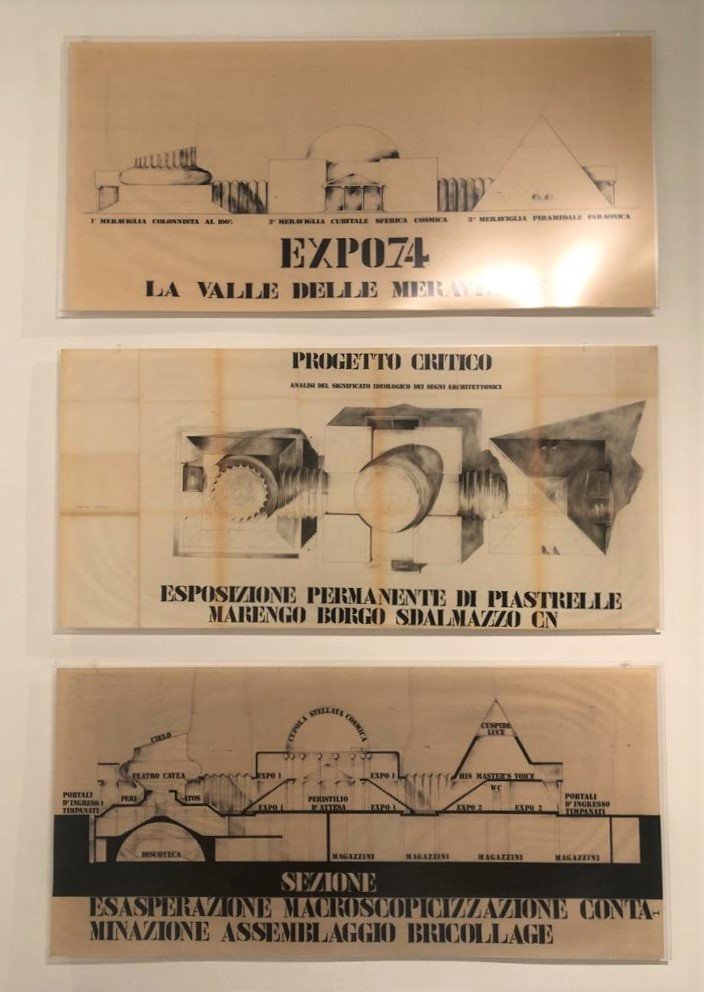 1ª MERAVIGLIA COLONNISTA AL 100%
2ª MERAVIGLIA CUBITALE SFERICA COSMICA
3ª MERAVIGLIA PIRAMIDALE FARAONICA
EXPO74
LA VALLE DELLE
PROGETTO CRITICO
ANALISI DEL SIGNIFICATO IDEOLOGICO DEI SEGNI ARCHITETTONICI
ESPOSIZIONE PERMANENTE DI PIASTRELLE
MARENGO BORGO SDALMAZZO CN
CUPOLA STELLATA COSMICA
CUSPIDE
LUCE
CIELO
TEATRO CAVEA
EXPO 1
EXPO 1
HIS MASTER'S VOICE
W.C
PORTALI
D'INGRESSO
TIMPANATI
PERI
ATON
EXPO 1
PERISTILIO
D'ATTESA
EXPO 1
EXPO 2
EXPO 2
PORTALI
D'INGRESSO
TIMPANATI
DISCOTECA
MAGAZZINI
MAGAZZINI
MAGAZZINI
MAGAZZINI
SEZIONE
ESASPERAZIONE MACROSCOPICIZZAZIONE CONTA-
MINAZIONE ASSEMBLAGGIO BRICOLLAGE